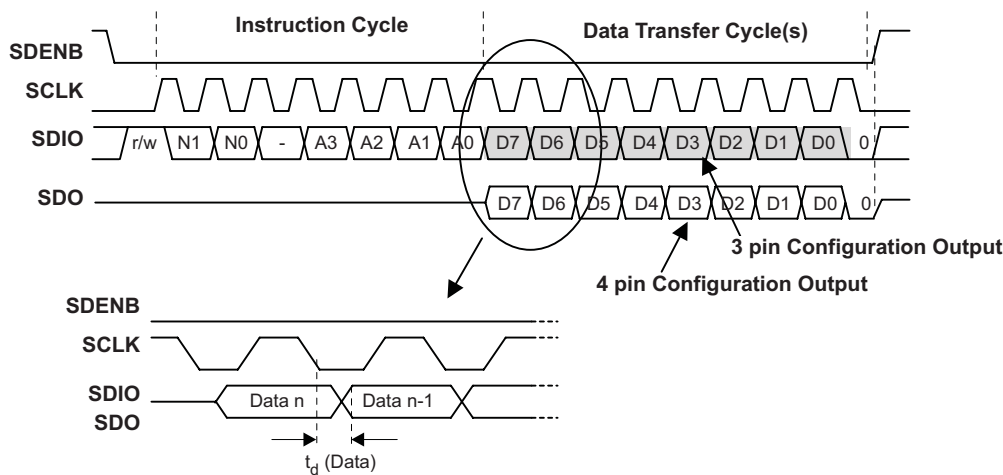 Instruction Cycle Data Transfer Cycle(s)
SDENB
SCLK
SDIO r/w N1 N0 - A3 A2 A1 A0 D7 D6 D5 D4 D3 D2 D1 D0 0
SDO D7 D6 D5 D4 D3 D2 D1 D0 0
3 pin Configuration Output
4 pin Configuration Output
SDENB
SCLK
SDIO
SDO
Data n Data n-1
td (Data)